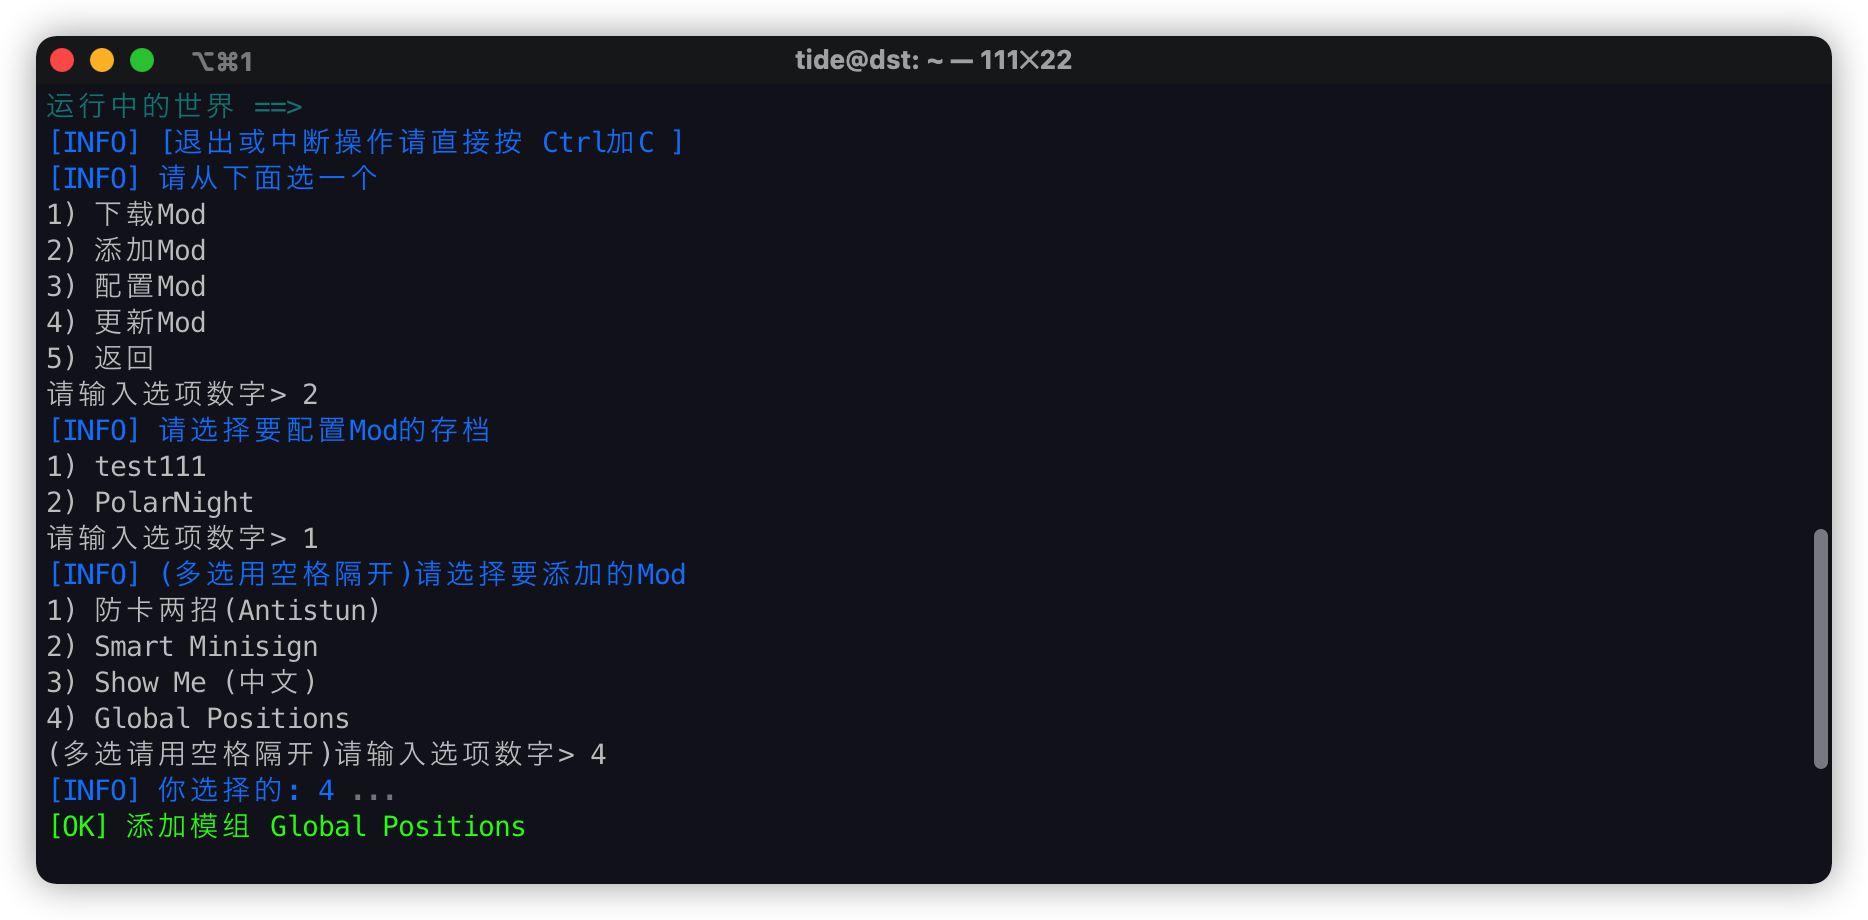 ⌥⌘1
tide@dst: ~ — 111✕22
运行中的世界 ==>
[INFO] [退出或中断操作请直接按 Ctrl加C ]
[INFO] 请从下面选一个
1) 下载Mod
2) 添加Mod
3) 配置Mod
4) 更新Mod
5) 返回
请输入选项数字> 2
[INFO] 请选择要配置Mod的存档
1) test111
2) PolarNight
请输入选项数字> 1
[INFO] (多选用空格隔开)请选择要添加的Mod
1) 防卡两招(Antistun)
2) Smart Minisign
3) Show Me (中文)
4) Global Positions
(多选请用空格隔开)请输入选项数字> 4
[INFO] 你选择的: 4 ...
[OK] 添加模组 Global Positions